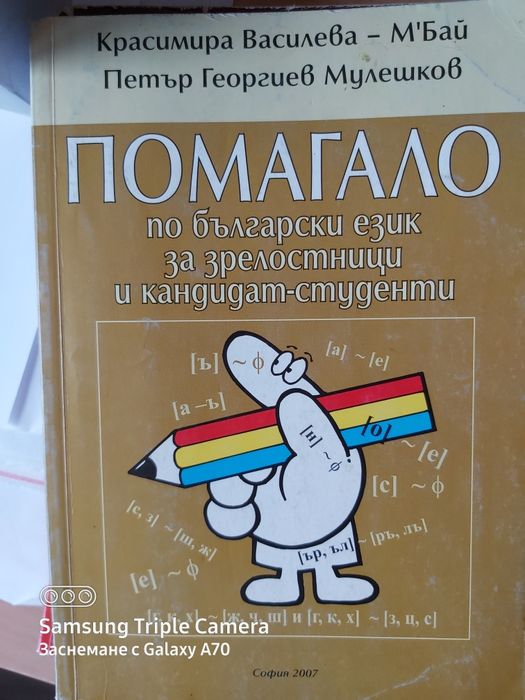 Красимира Василева – М'Бай
Петър Георгиев Мулешков
ПОМАГАЛО
по български език
за зрелостници
и кандидат-студенти
[ъ] ~ ф
[а] ~ [е]
[а –ъ]
[н] ~ ф
[о] ~ [е]
[с] ~ ф
[с, з] ~ [ш, ж]
[ър, ъл] ~ [ръ, лъ]
[е] ~ ф
[г, к, х] ~ [ж, ч, ш] и [г, к, х] ~ [з, ц, с]
Samsung Triple Camera
Заснемане с Galaxy A70
София 2007